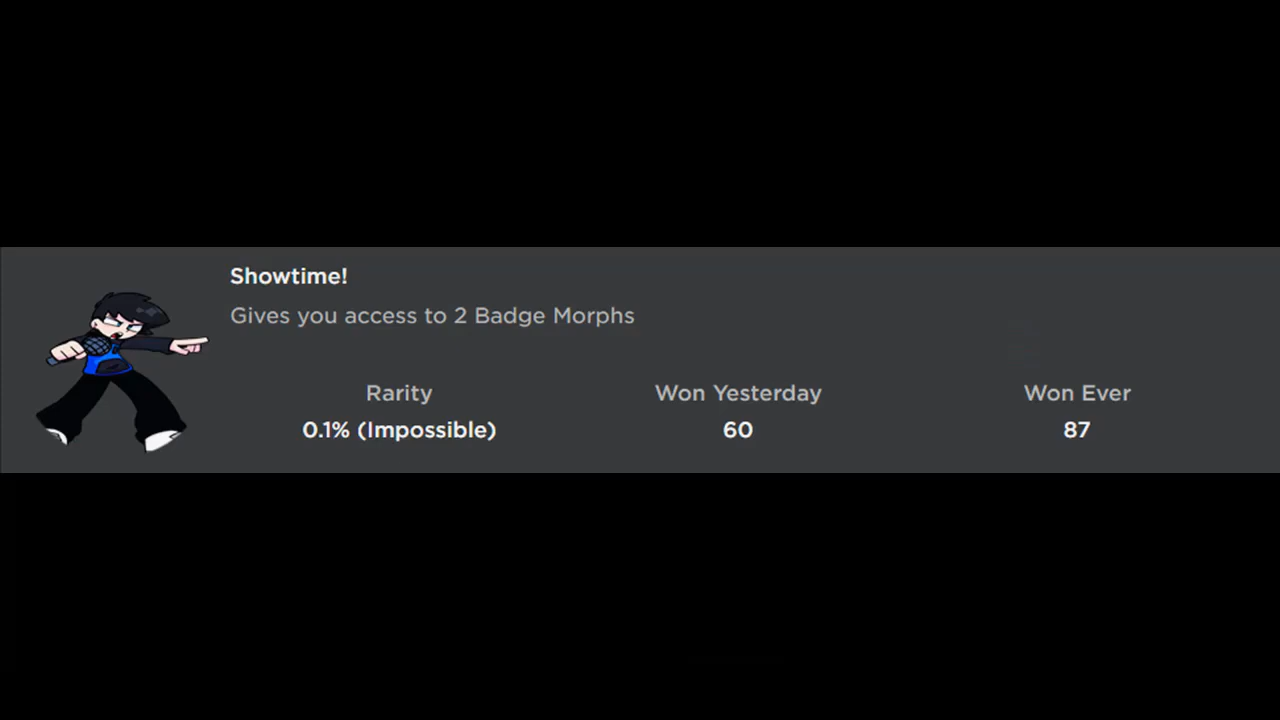 Showtime!
Gives you access to 2 Badge Morphs
Rarity Won Yesterday Won Ever
0.1% (Impossible) 60 87